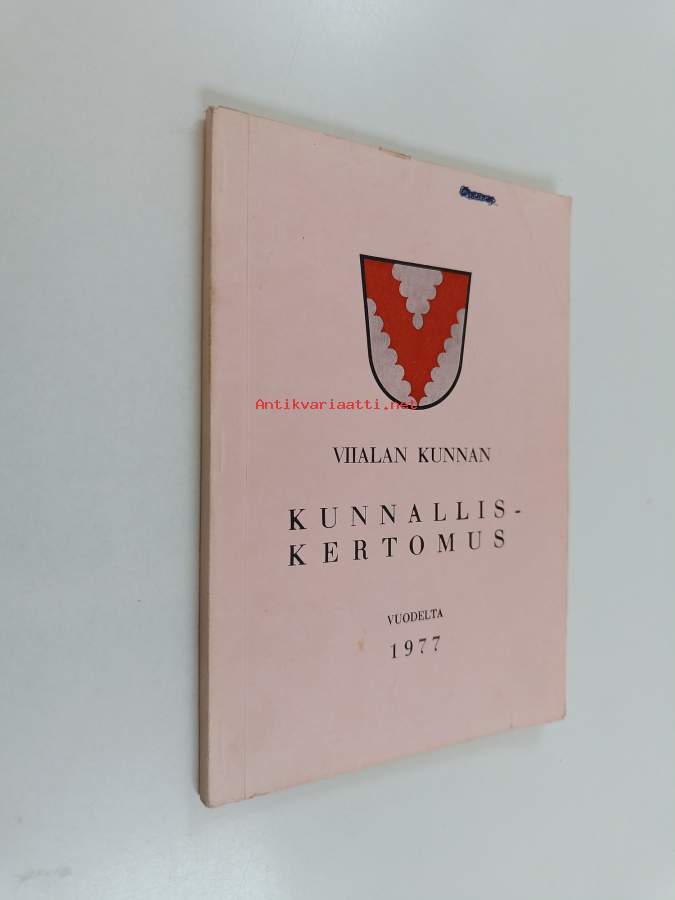 Antikvariaatti.net
VIIALAN KUNNAN
KUNNALLIS-
KERTOMUS
VUODELTA
1977